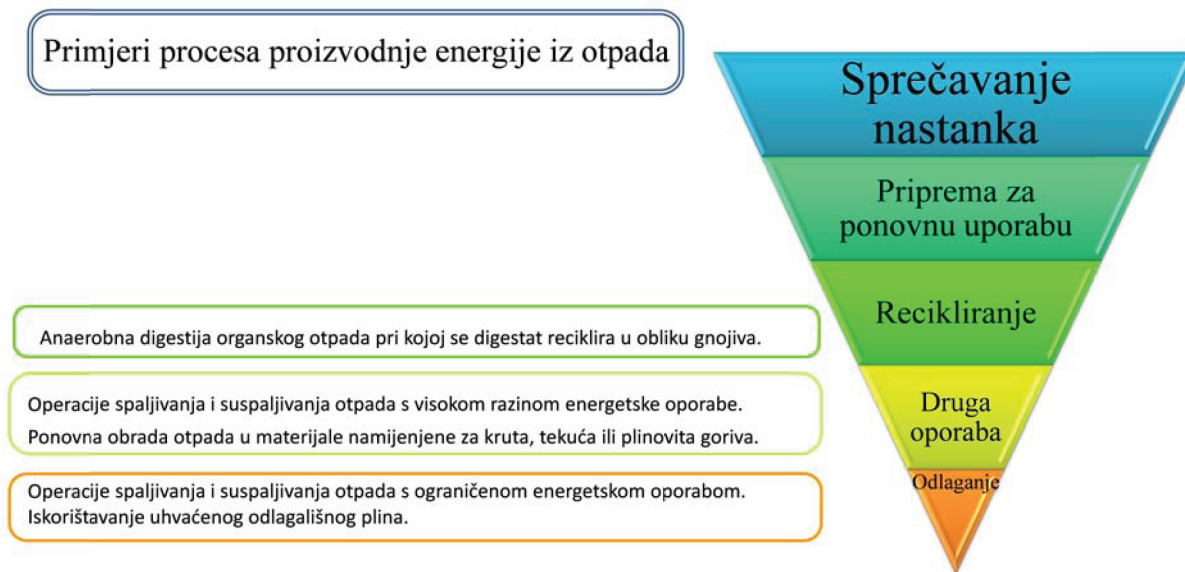 Primjeri procesa proizvodnje energije iz otpada
Sprečavanje
nastanka
Priprema za
ponovnu uporabu
Recikliranje
Anaerobna digestija organskog otpada pri kojoj se digestat reciklira u obliku gnojiva.
Druga
oporaba
Operacije spaljivanja i suspaljivanja otpada s visokom razinom energetske oporabe.
Ponovna obrada otpada u materijale namijenjene za kruta, tekuća ili plinovita goriva.
Odlaganje
Operacije spaljivanja i suspaljivanja otpada s ograničenom energetskom oporabom.
Iskorištavanje uhvaćenog odlagališnog plina.